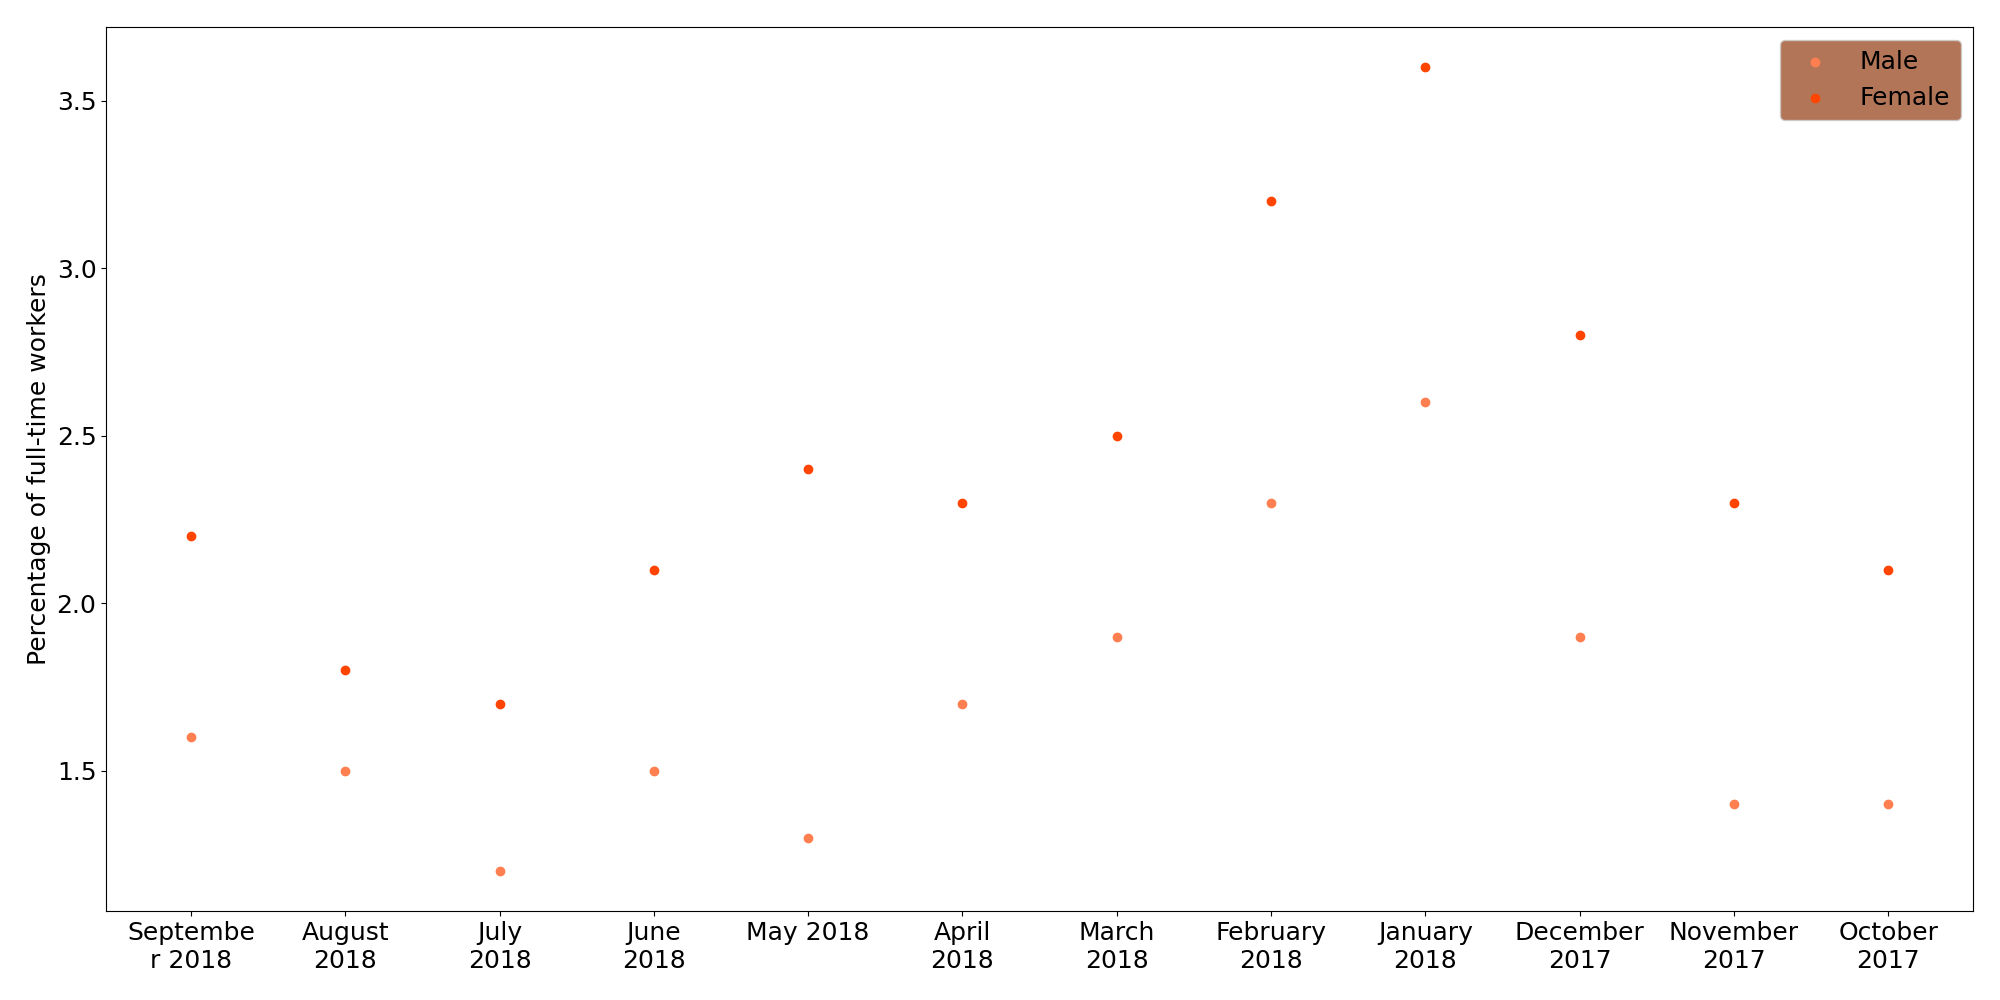 Male
Female
3.5
3.0
2.5
2.0
1.5
Percentage of full-time workers
Septembe
r 2018
August
2018
July
2018
June
2018
May 2018
April
2018
March
2018
February
2018
January
2018
December
2017
November
2017
October
2017